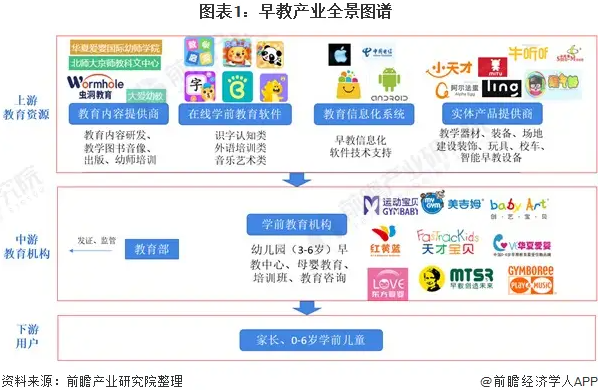 图表1：早教产业全景图谱
上游
教育资源
华夏爱婴国际幼师学院
北师大京师教科文中心
Wormhole
虫洞教育
大爱幼教
教育内容提供商
教育内容研发、
教学图书音像、
出版、幼师培训
在线学前教育软件
识字认知类
外语培训类
音乐艺术类
中国电信
ANDROID
教育信息化系统
早教信息化
软件技术支持
小天才
牛听听
阿尔法蛋
Alpha Egg
MITU
Ling
实体产品提供商
教学器材、装备、场地
建设装饰、玩具、校车、
智能早教设备
中游
教育机构
发证、监管
教育部
学前教育机构
幼儿园（3-6岁）早
教中心、母婴教育、
培训班、教育咨询
运动宝贝
GYMBABY
MY GYM
美吉姆
baby Art
创·艺·宝·贝
红黄蓝
FasTracKids
天才宝贝
华夏爱婴
LOVE
东方爱婴
MTSR
早教创造未来
GYMBOREE
PLAY MUSIC
下游
用户
家长、0-6岁学前儿童
资料来源：前瞻产业研究院整理
@前瞻经济学人APP